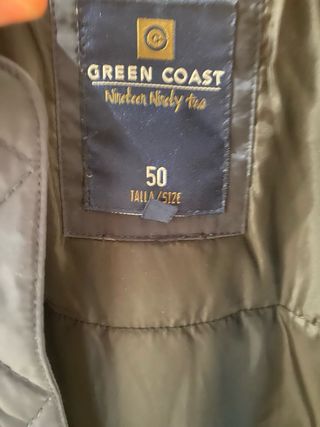 GREEN COAST
Nineteen Ninety two
50
TALLA/SIZE